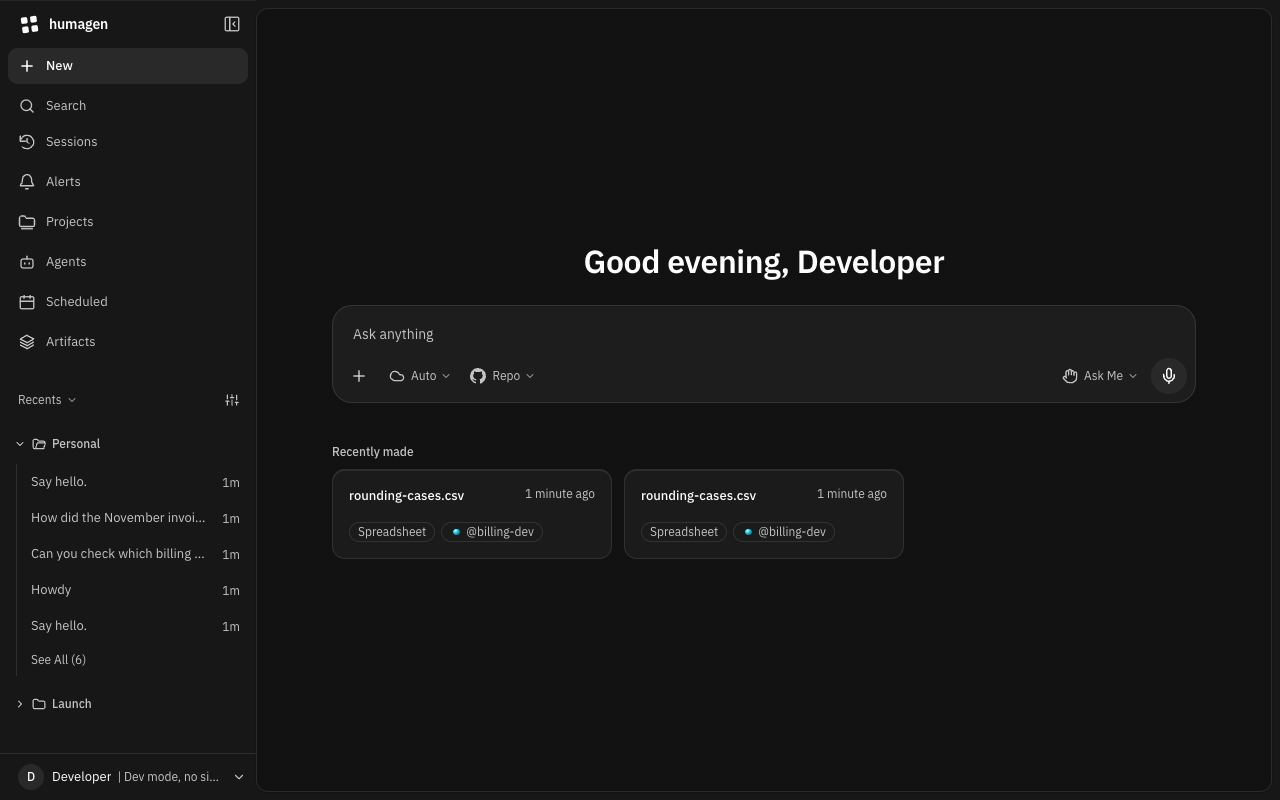 humagen
New
Search
Sessions
Alerts
Projects
Agents
Scheduled
Artifacts
Recents
Personal
Say hello. 1m
How did the November invoi... 1m
Can you check which billing ... 1m
Howdy 1m
Say hello. 1m
See All (6)
Launch
D Developer | Dev mode, no si...
Good evening, Developer
Ask anything
Auto Repo Ask Me
Recently made
rounding-cases.csv 1 minute ago
Spreadsheet @billing-dev
rounding-cases.csv 1 minute ago
Spreadsheet @billing-dev